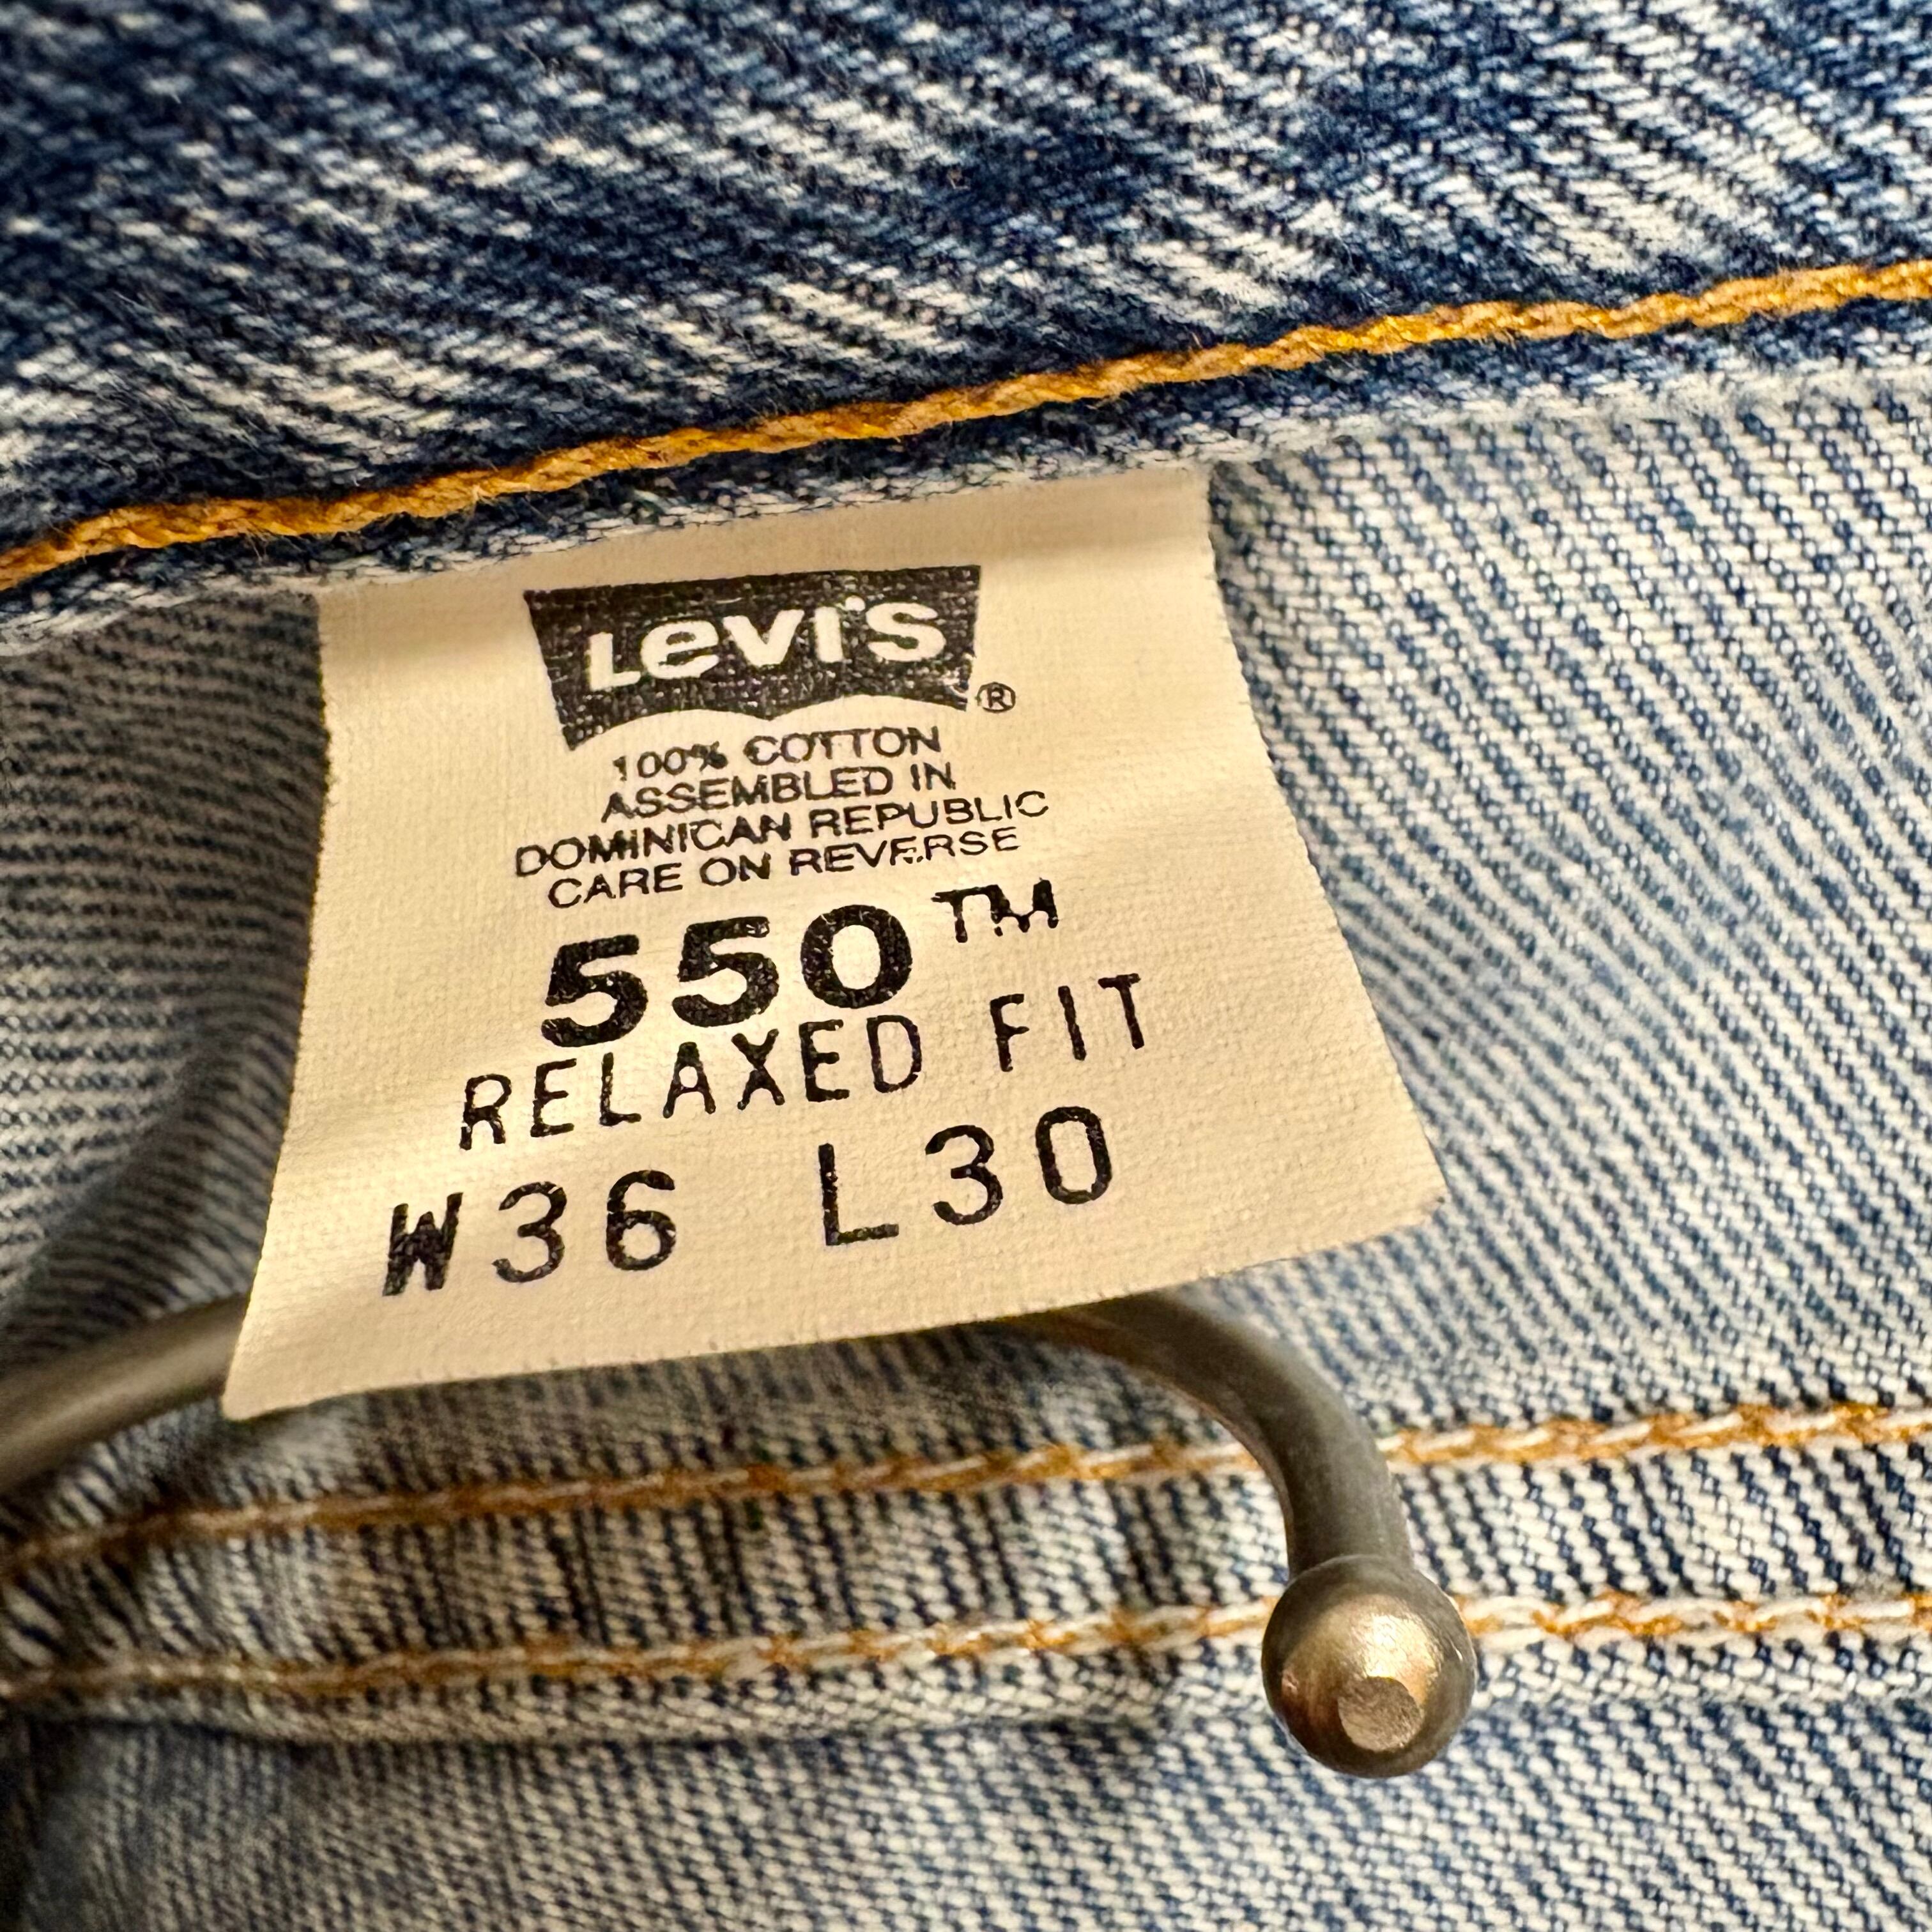 Levi's ®
100% COTTON
ASSEMBLED IN
DOMINICAN REPUBLIC
CARE ON REVERSE
550™
RELAXED FIT
W36 L30